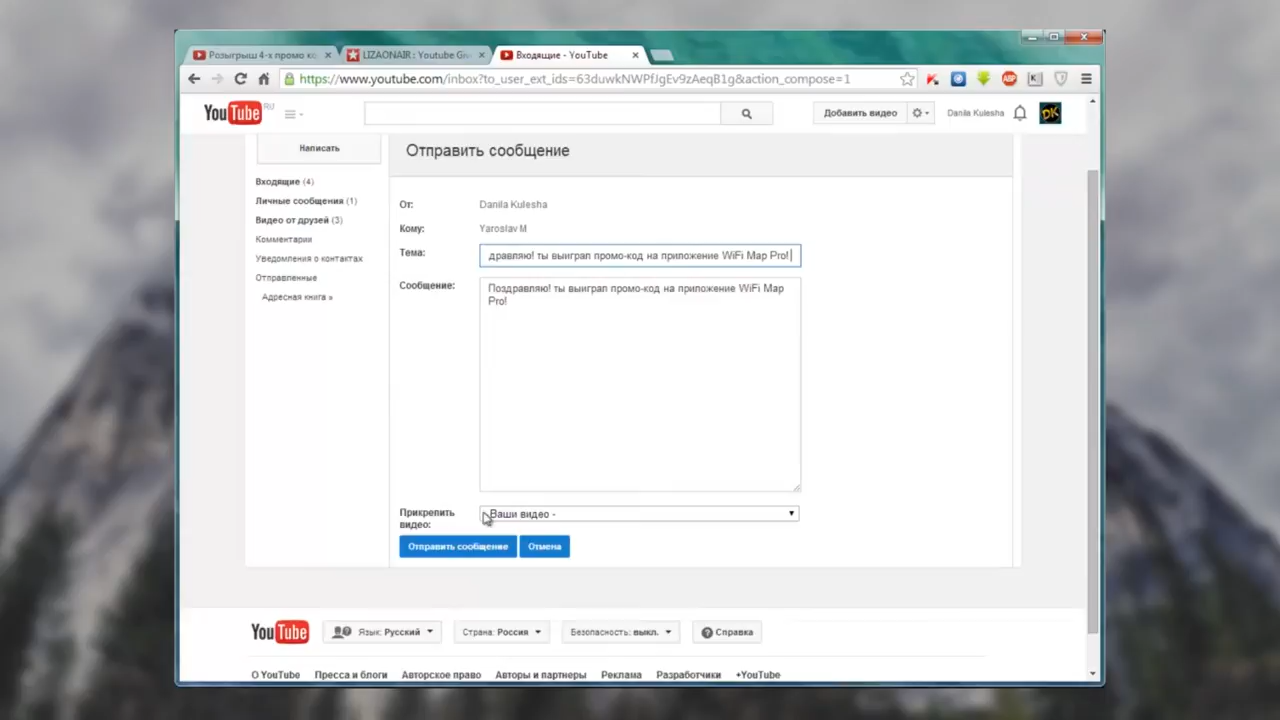 Розыгрыш 4-х промо ко
LIZAONAIR : Youtube Giv
Входящие - YouTube
https://www.youtube.com/inbox?to_user_ext_ids=63duwkNWPfJgEv9zAeqB1g&action_compose=1
YouTube RU
Добавить видео
Danila Kulesha
DK
Написать
Отправить сообщение
Входящие (4)
Личные сообщения (1)
Видео от друзей (3)
Комментарии
Уведомления о контактах
Отправленные
Адресная книга »
От: Danila Kulesha
Кому: Yaroslav M
Тема: дравляю! ты выиграл промо-код на приложение WiFi Map Pro!
Сообщение: Поздравляю! ты выиграл промо-код на приложение WiFi Map
Pro!
Прикрепить
видео:
Ваши видео -
Отправить сообщение
Отмена
YouTube
Язык: Русский
Страна: Россия
Безопасность: выкл.
Справка
О YouTube
Пресса и блоги
Авторское право
Авторы и партнеры
Реклама
Разработчики
+YouTube